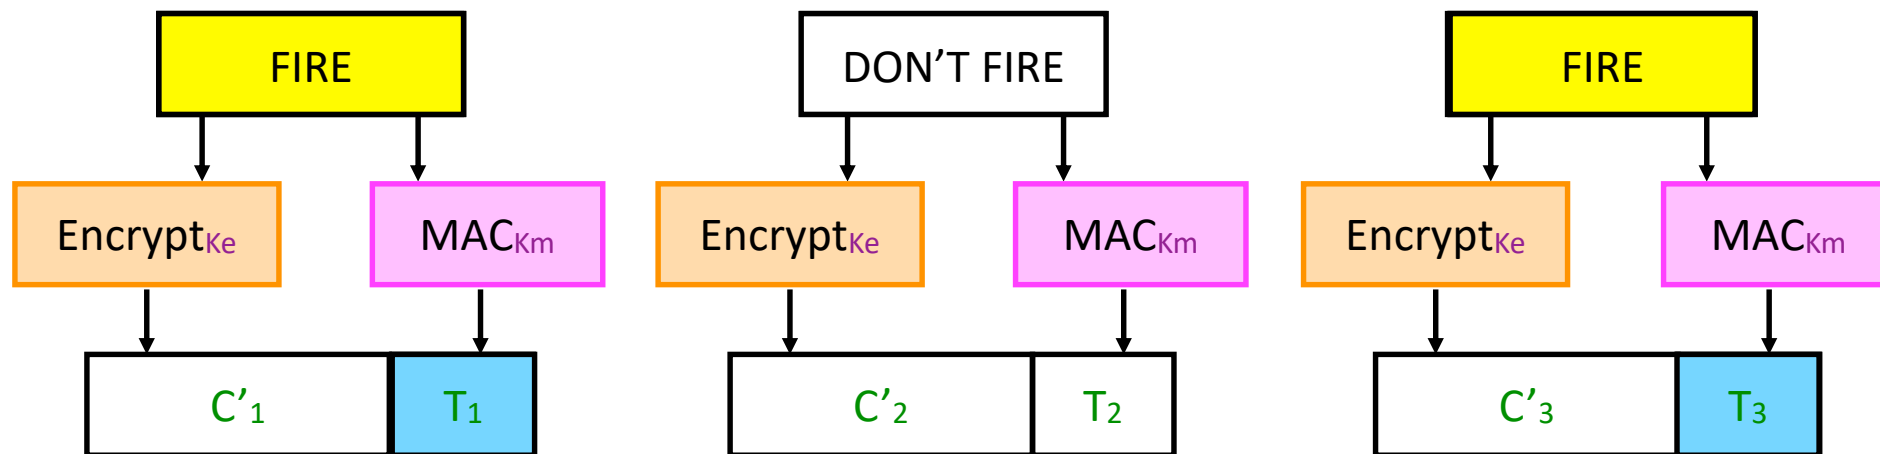 FIRE DON’T FIRE FIRE
EncryptKe MACKm EncryptKe MACKm EncryptKe MACKm
C’1 T1 C’2 T2 C’3 T3